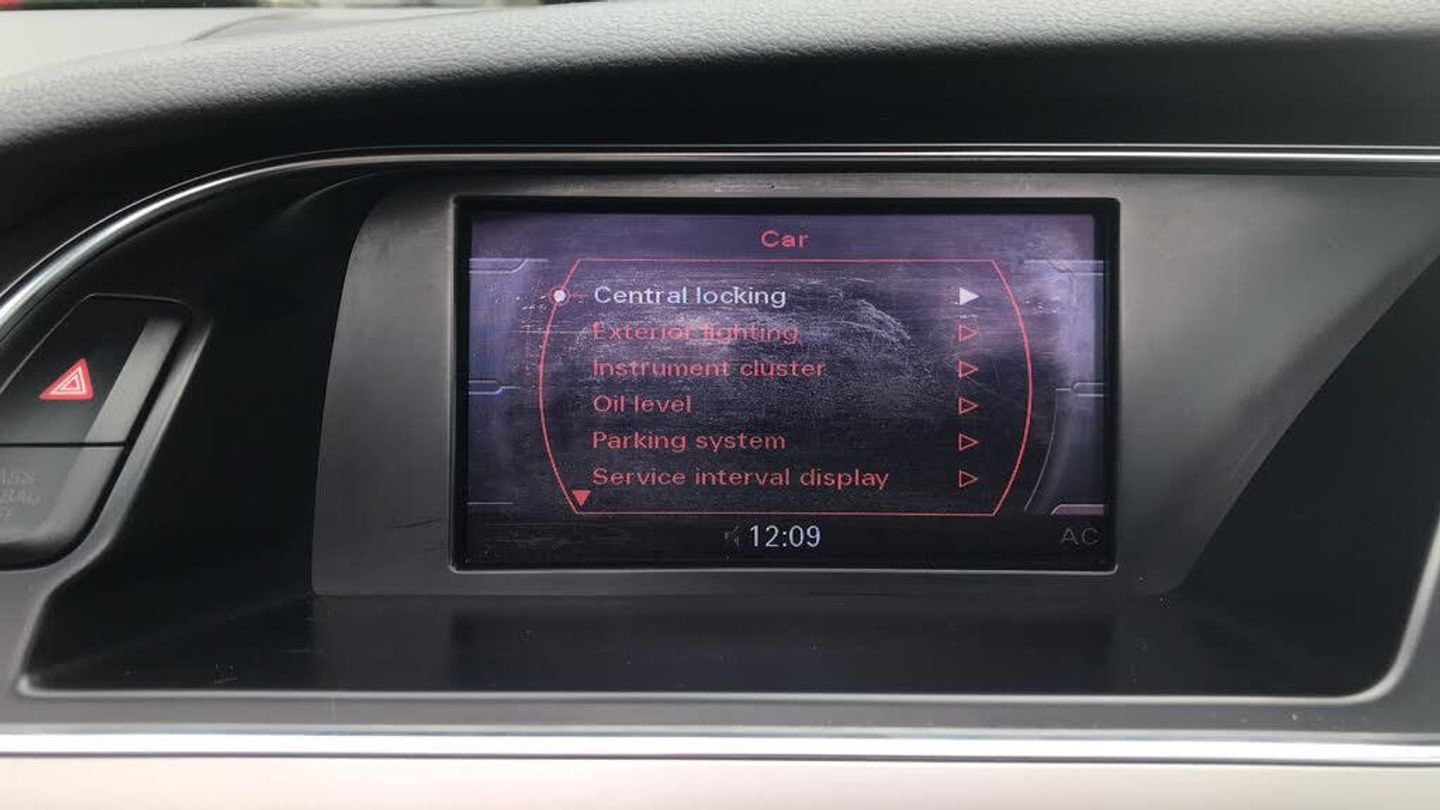 Car
Central locking
Exterior lighting
Instrument cluster
Oil level
Parking system
Service interval display
12:09
AC